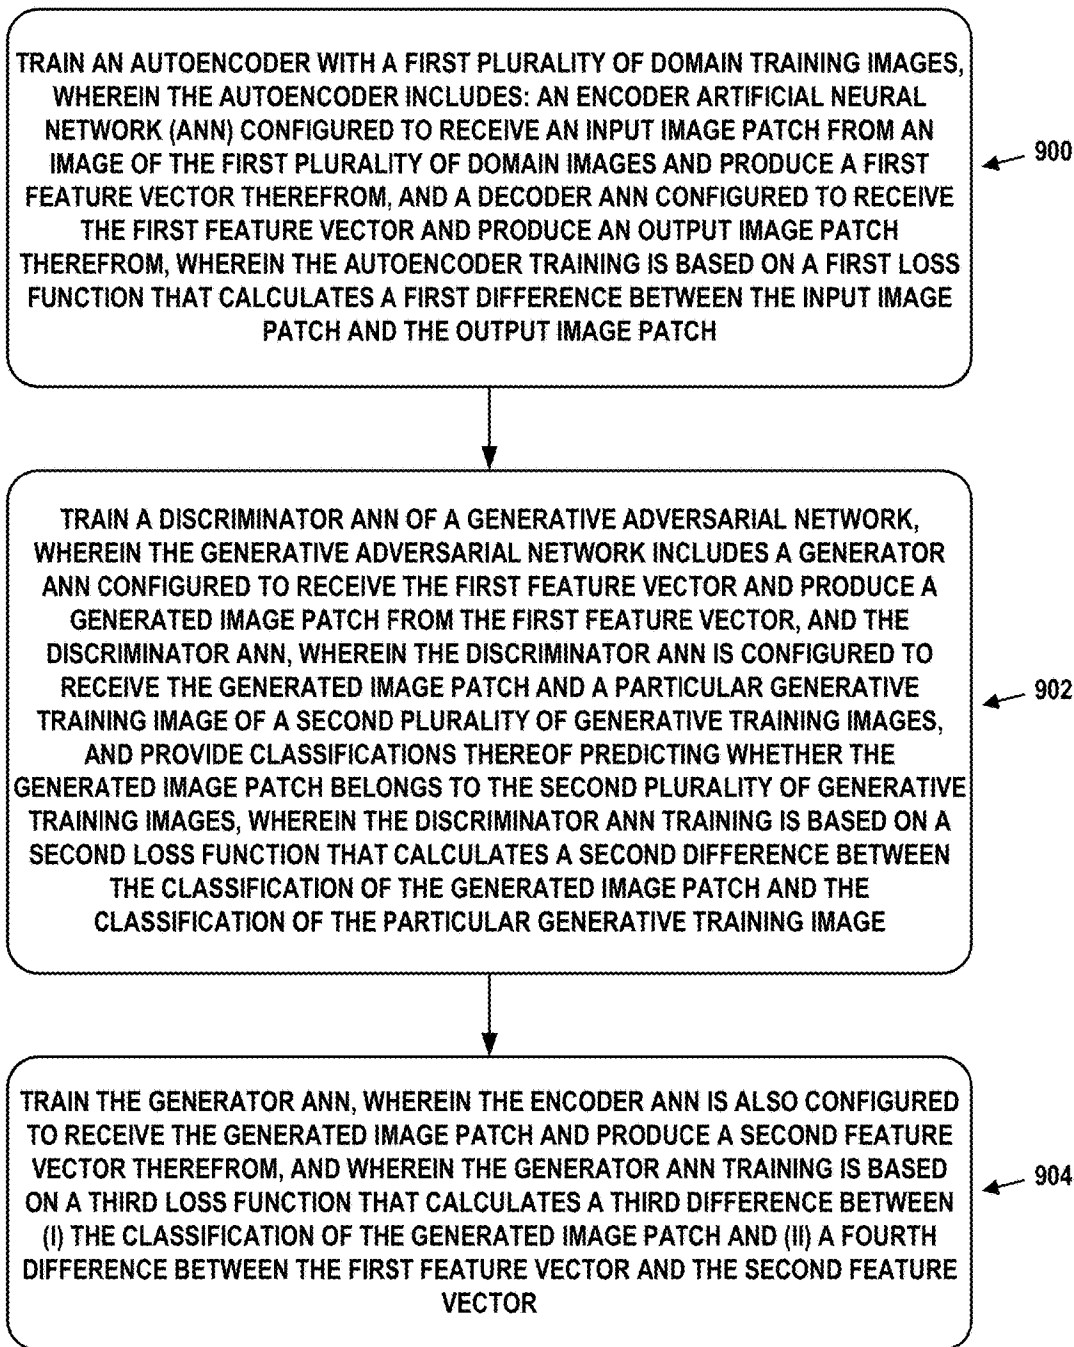 TRAIN AN AUTOENCODER WITH A FIRST PLURALITY OF DOMAIN TRAINING IMAGES,
WHEREIN THE AUTOENCODER INCLUDES: AN ENCODER ARTIFICIAL NEURAL
NETWORK (ANN) CONFIGURED TO RECEIVE AN INPUT IMAGE PATCH FROM AN
IMAGE OF THE FIRST PLURALITY OF DOMAIN IMAGES AND PRODUCE A FIRST
FEATURE VECTOR THEREFROM, AND A DECODER ANN CONFIGURED TO RECEIVE
THE FIRST FEATURE VECTOR AND PRODUCE AN OUTPUT IMAGE PATCH
THEREFROM, WHEREIN THE AUTOENCODER TRAINING IS BASED ON A FIRST LOSS
FUNCTION THAT CALCULATES A FIRST DIFFERENCE BETWEEN THE INPUT IMAGE
PATCH AND THE OUTPUT IMAGE PATCH
900
TRAIN A DISCRIMINATOR ANN OF A GENERATIVE ADVERSARIAL NETWORK,
WHEREIN THE GENERATIVE ADVERSARIAL NETWORK INCLUDES A GENERATOR
ANN CONFIGURED TO RECEIVE THE FIRST FEATURE VECTOR AND PRODUCE A
GENERATED IMAGE PATCH FROM THE FIRST FEATURE VECTOR, AND THE
DISCRIMINATOR ANN, WHEREIN THE DISCRIMINATOR ANN IS CONFIGURED TO
RECEIVE THE GENERATED IMAGE PATCH AND A PARTICULAR GENERATIVE
TRAINING IMAGE OF A SECOND PLURALITY OF GENERATIVE TRAINING IMAGES,
AND PROVIDE CLASSIFICATIONS THEREOF PREDICTING WHETHER THE
GENERATED IMAGE PATCH BELONGS TO THE SECOND PLURALITY OF GENERATIVE
TRAINING IMAGES, WHEREIN THE DISCRIMINATOR ANN TRAINING IS BASED ON A
SECOND LOSS FUNCTION THAT CALCULATES A SECOND DIFFERENCE BETWEEN
THE CLASSIFICATION OF THE GENERATED IMAGE PATCH AND THE
CLASSIFICATION OF THE PARTICULAR GENERATIVE TRAINING IMAGE
902
TRAIN THE GENERATOR ANN, WHEREIN THE ENCODER ANN IS ALSO CONFIGURED
TO RECEIVE THE GENERATED IMAGE PATCH AND PRODUCE A SECOND FEATURE
VECTOR THEREFROM, AND WHEREIN THE GENERATOR ANN TRAINING IS BASED
ON A THIRD LOSS FUNCTION THAT CALCULATES A THIRD DIFFERENCE BETWEEN
(I) THE CLASSIFICATION OF THE GENERATED IMAGE PATCH AND (II) A FOURTH
DIFFERENCE BETWEEN THE FIRST FEATURE VECTOR AND THE SECOND FEATURE
VECTOR
904